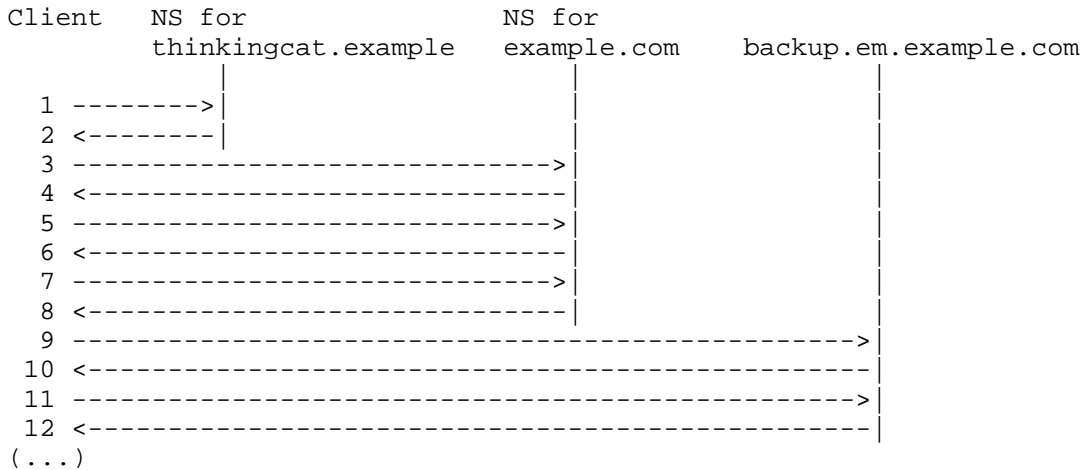 Client   NS for                NS for
         thinkingcat.example   example.com    backup.em.example.com
              |                     |                  |
  1 --------->|                     |                  |
  2 <---------|                     |                  |
  3 ------------------------------>|                  |
  4 <------------------------------|                  |
  5 ------------------------------>|                  |
  6 <------------------------------|                  |
  7 ------------------------------>|                  |
  8 <------------------------------|                  |
  9 ------------------------------------------------->|
 10 <-------------------------------------------------|
 11 ------------------------------------------------->|
 12 <-------------------------------------------------|
(...)